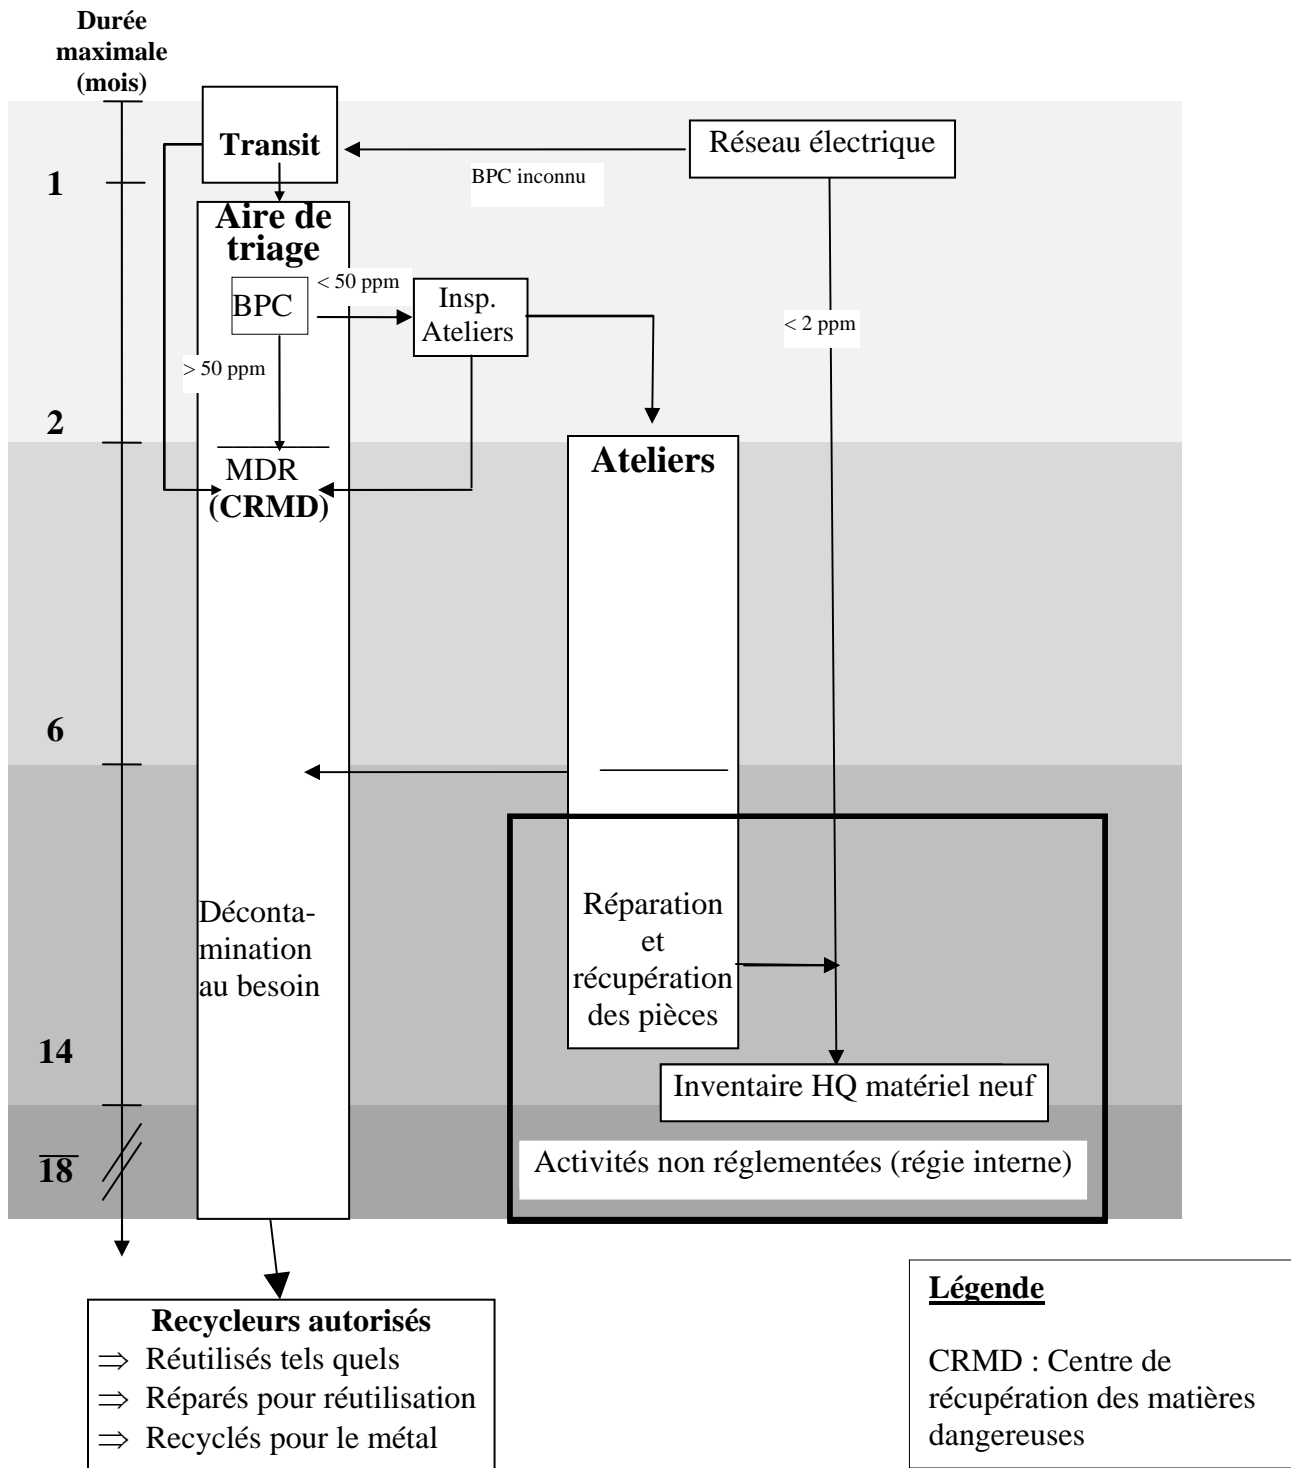 Durée
maximale
(mois)
Transit
Réseau électrique
BPC inconnu
1
Aire de
triage
< 50 ppm
BPC
Insp.
Ateliers
< 2 ppm
> 50 ppm
2
Ateliers
MDR
(CRMD)
6
Déconta-
mination
au besoin
Réparation
et
récupération
des pièces
14
Inventaire HQ matériel neuf
18
Activités non réglementées (régie interne)
Recycleurs autorisés
⇒ Réutilisés tels quels
⇒ Réparés pour réutilisation
⇒ Recyclés pour le métal
Légende
CRMD : Centre de
récupération des matières
dangereuses